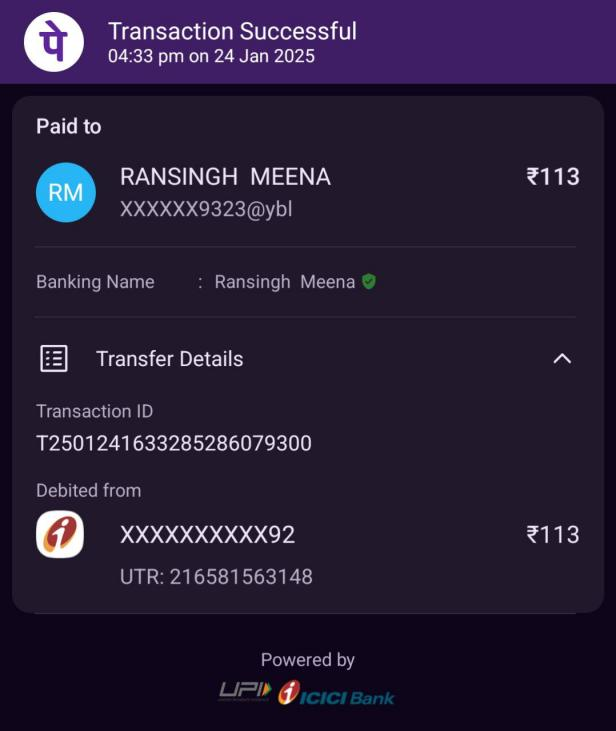 पे
Transaction Successful
04:33 pm on 24 Jan 2025
Paid to
RM
RANSINGH MEENA
₹113
XXXXXX9323@ybl
Banking Name : Ransingh Meena
Transfer Details
Transaction ID
T2501241633285286079300
Debited from
XXXXXXXXXX92
₹113
UTR: 216581563148
Powered by
UPI ICICI Bank